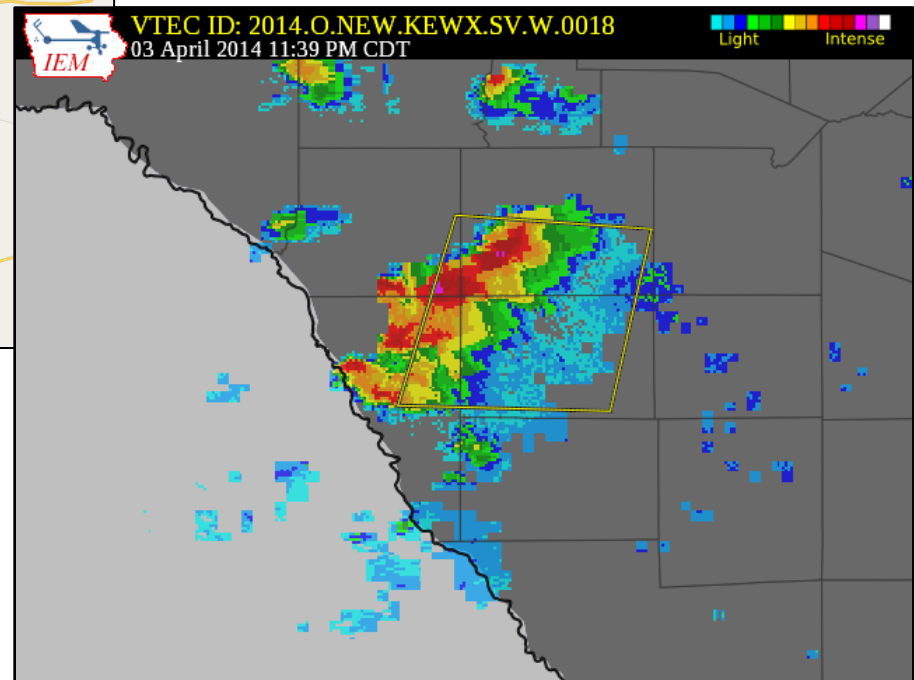 VTEC ID: 2014.O.NEW.KEWX.SV.W.0018
IEM
03 April 2014 11:39 PM CDT
Light
Intense